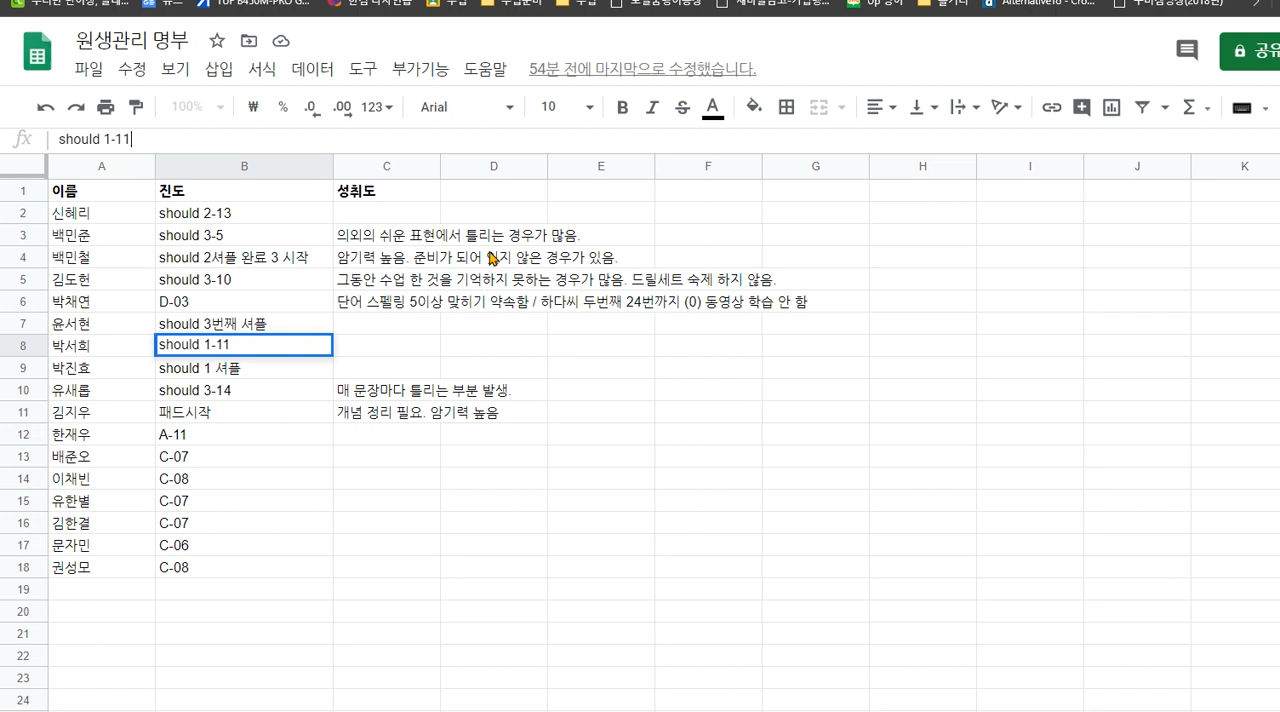 원생관리 명부
파일 수정 보기 삽입 서식 데이터 도구 부가기능 도움말 54분 전에 마지막으로 수정했습니다.
공유
100% ₩ % .0 .00 123 Arial 10 B I S A Σ
fx should 1-11
A B C D E F G H I J K
1 이름 진도 성취도
2 신혜리 should 2-13
3 백민준 should 3-5 의외의 쉬운 표현에서 틀리는 경우가 많음.
4 백민철 should 2셔플 완료 3 시작 암기력 높음. 준비가 되어 있지 않은 경우가 있음.
5 김도헌 should 3-10 그동안 수업 한 것을 기억하지 못하는 경우가 많음. 드릴세트 숙제 하지 않음.
6 박채연 D-03 단어 스펠링 5이상 맞히기 약속함 / 하다씨 두번째 24번까지 (0) 동영상 학습 안 함
7 윤서현 should 3번째 셔플
8 박서희 should 1-11
9 박진효 should 1 셔플
10 유새롭 should 3-14 매 문장마다 틀리는 부분 발생.
11 김지우 패드시작 개념 정리 필요. 암기력 높음
12 한재우 A-11
13 배준오 C-07
14 이채빈 C-08
15 유한별 C-07
16 김한결 C-07
17 문자민 C-06
18 권성모 C-08
19
20
21
22
23
24